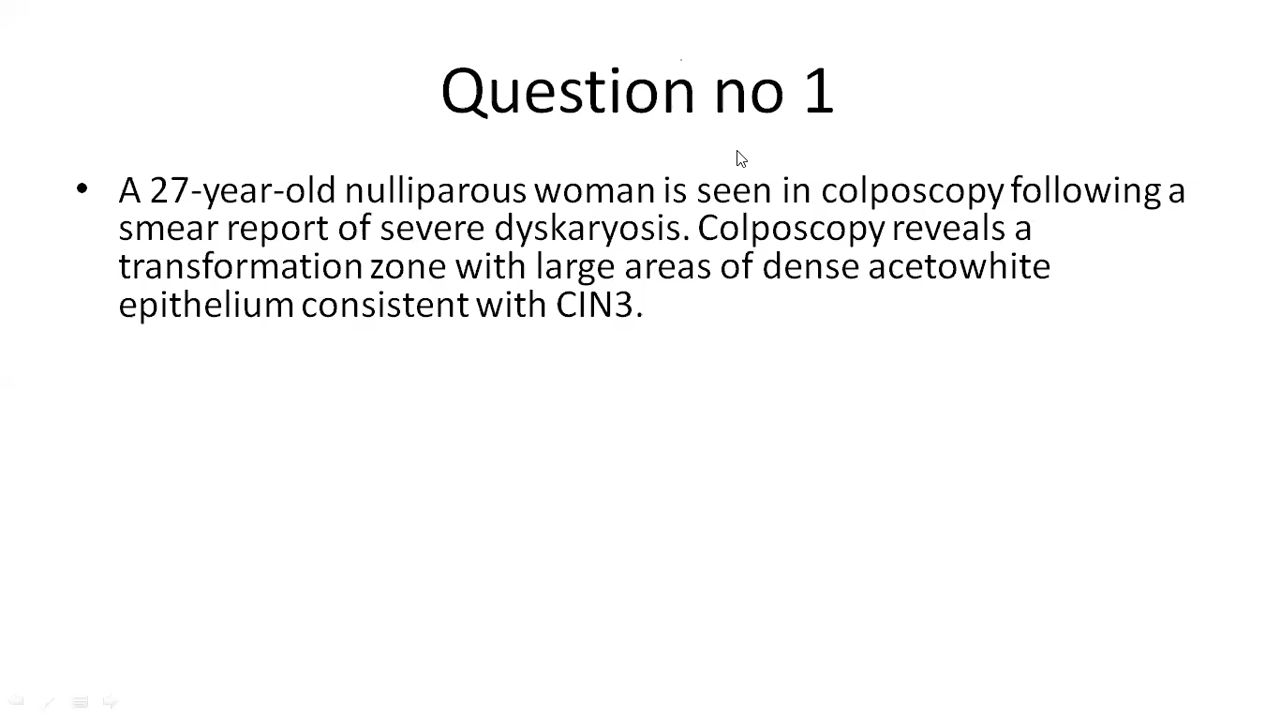 Question no 1
• A 27-year-old nulliparous woman is seen in colposcopy following a
smear report of severe dyskaryosis. Colposcopy reveals a
transformation zone with large areas of dense acetowhite
epithelium consistent with CIN3.